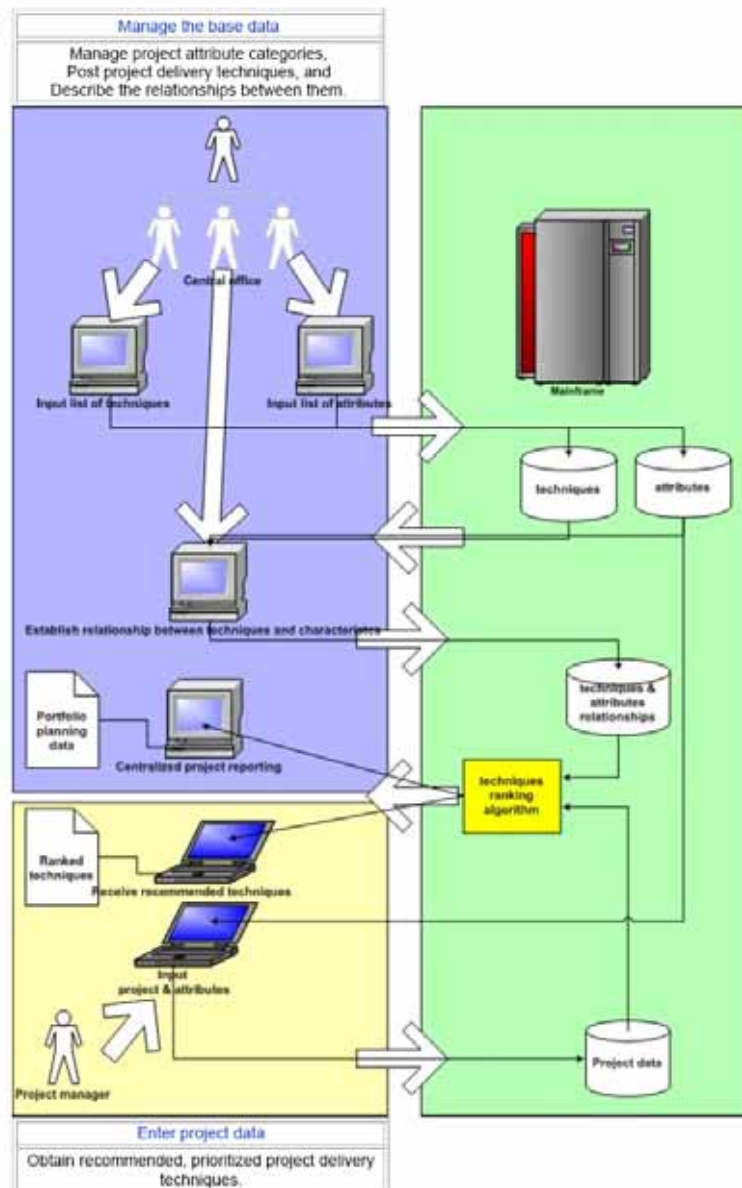 Manage the base data
Manage project attribute categories,
Post project delivery techniques, and
Describe the relationships between them.
Central office
Input list of techniques
Input list of attributes
Mainframe
techniques
attributes
Establish relationship between techniques and characteristcs
techniques &
attributes
relationships
Portfolio
planning
data
Centralized project reporting
techniques
ranking
algorithm
Ranked
techniques
Receive recommended techniques
Input
project & attributes
Project manager
Project data
Enter project data
Obtain recommended, prioritized project delivery
techniques.